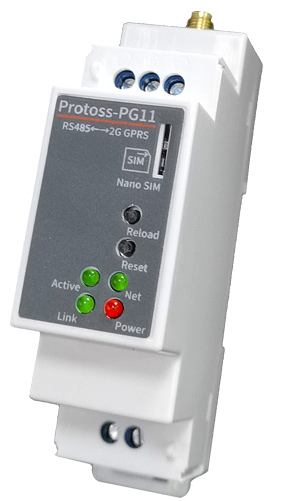 Protoss-PG11
RS485←→2G GPRS
SIM
Nano SIM
Reload
Reset
Active
Net
Link
Power